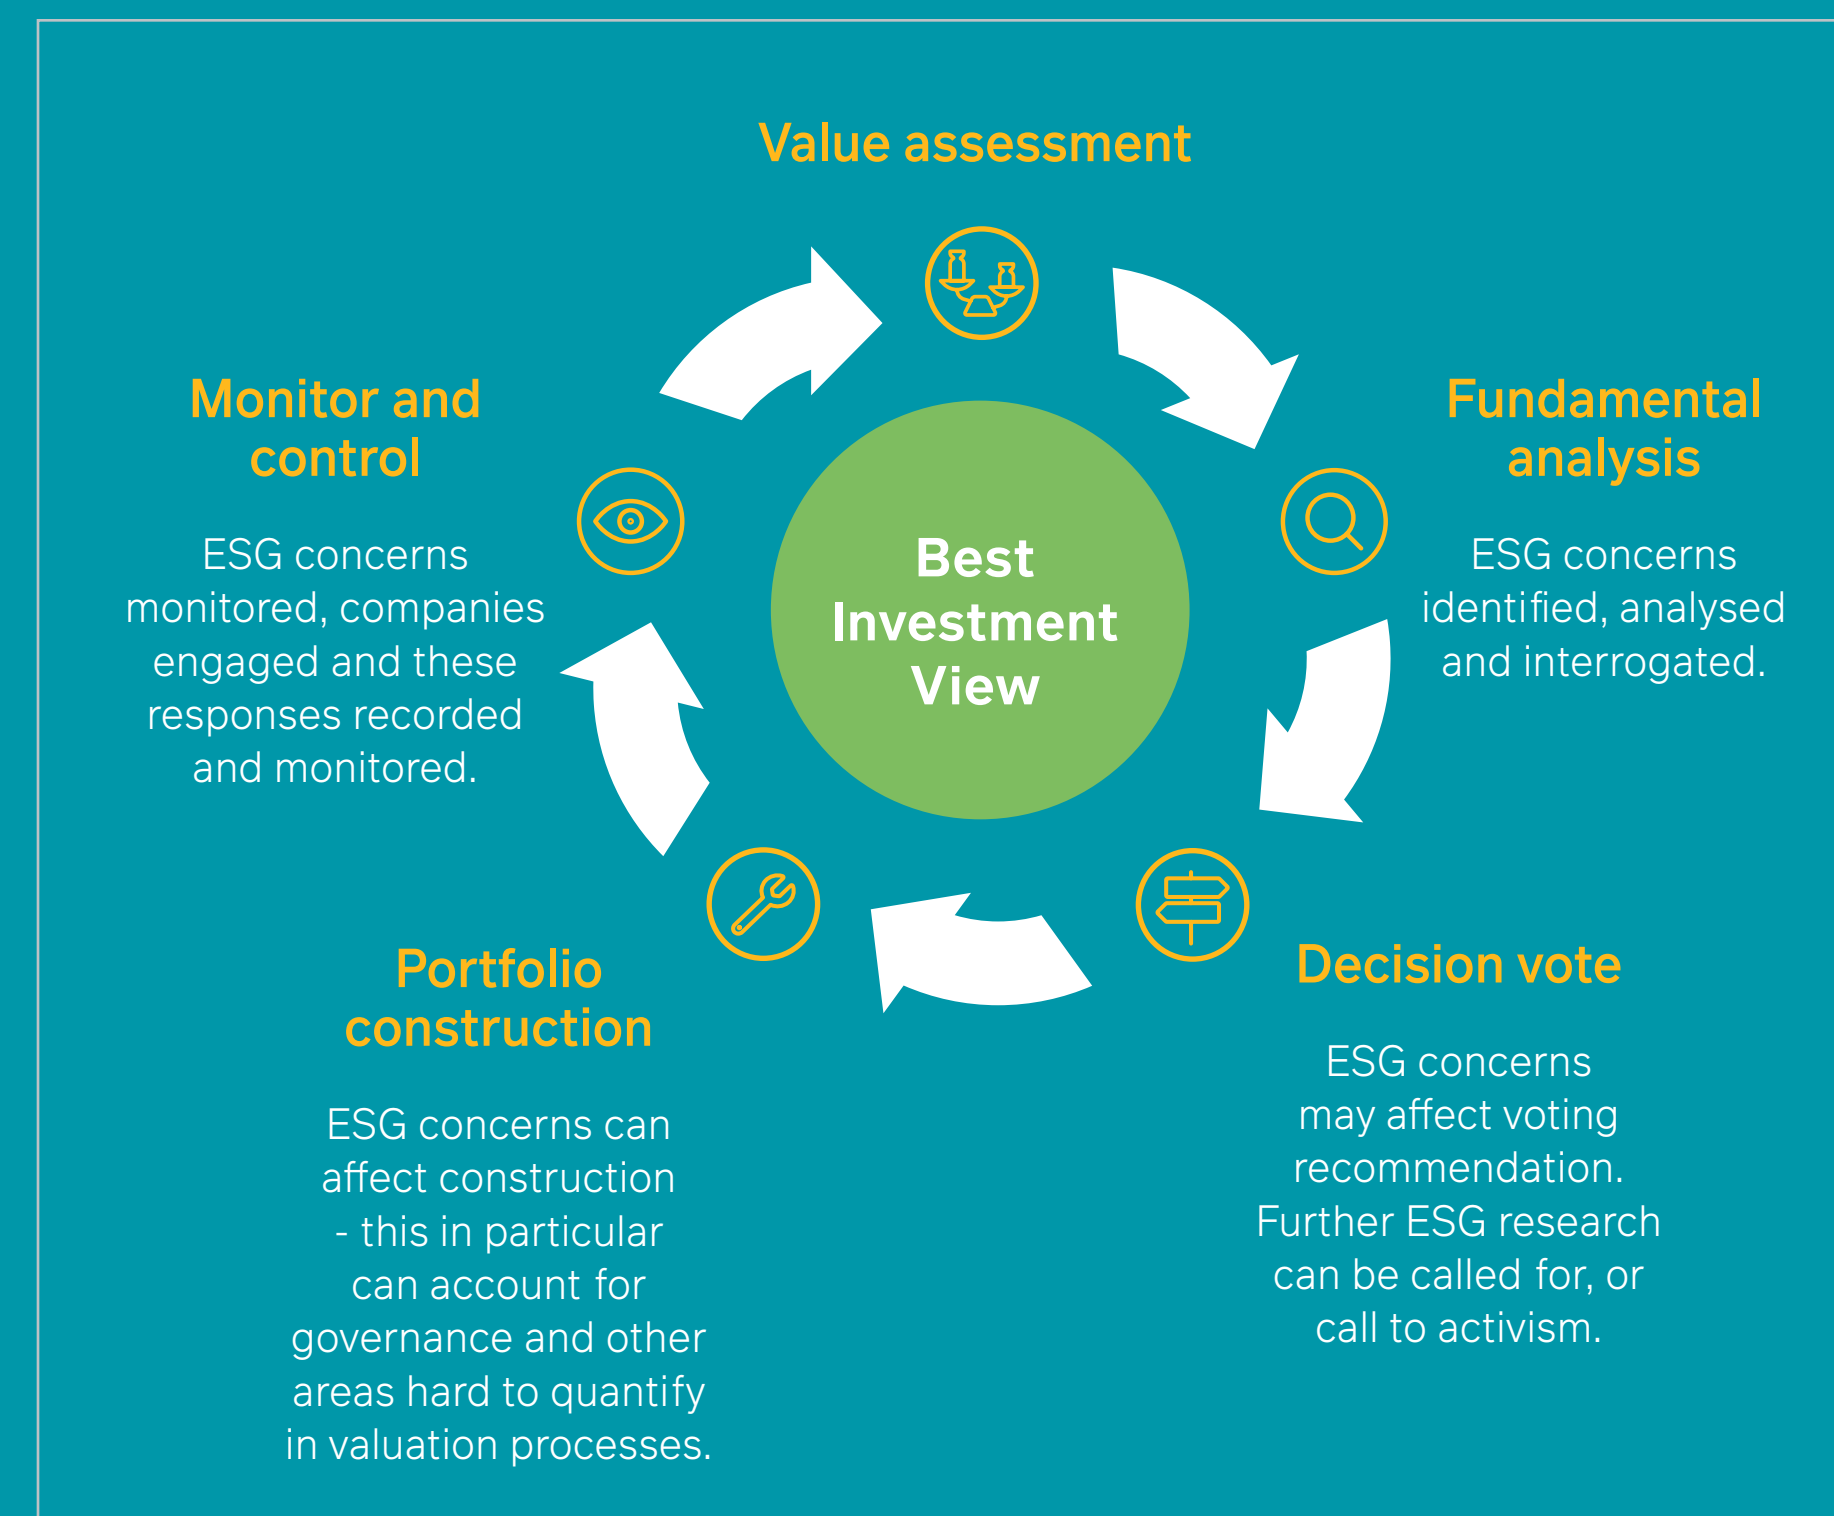 Value assessment
Fundamental
analysis
ESG concerns
identified, analysed
and interrogated.
Decision vote
ESG concerns
may affect voting
recommendation.
Further ESG research
can be called for, or
call to activism.
Portfolio
construction
ESG concerns can
affect construction
- this in particular
can account for
governance and other
areas hard to quantify
in valuation processes.
Monitor and
control
ESG concerns
monitored, companies
engaged and these
responses recorded
and monitored.
Best
Investment
View